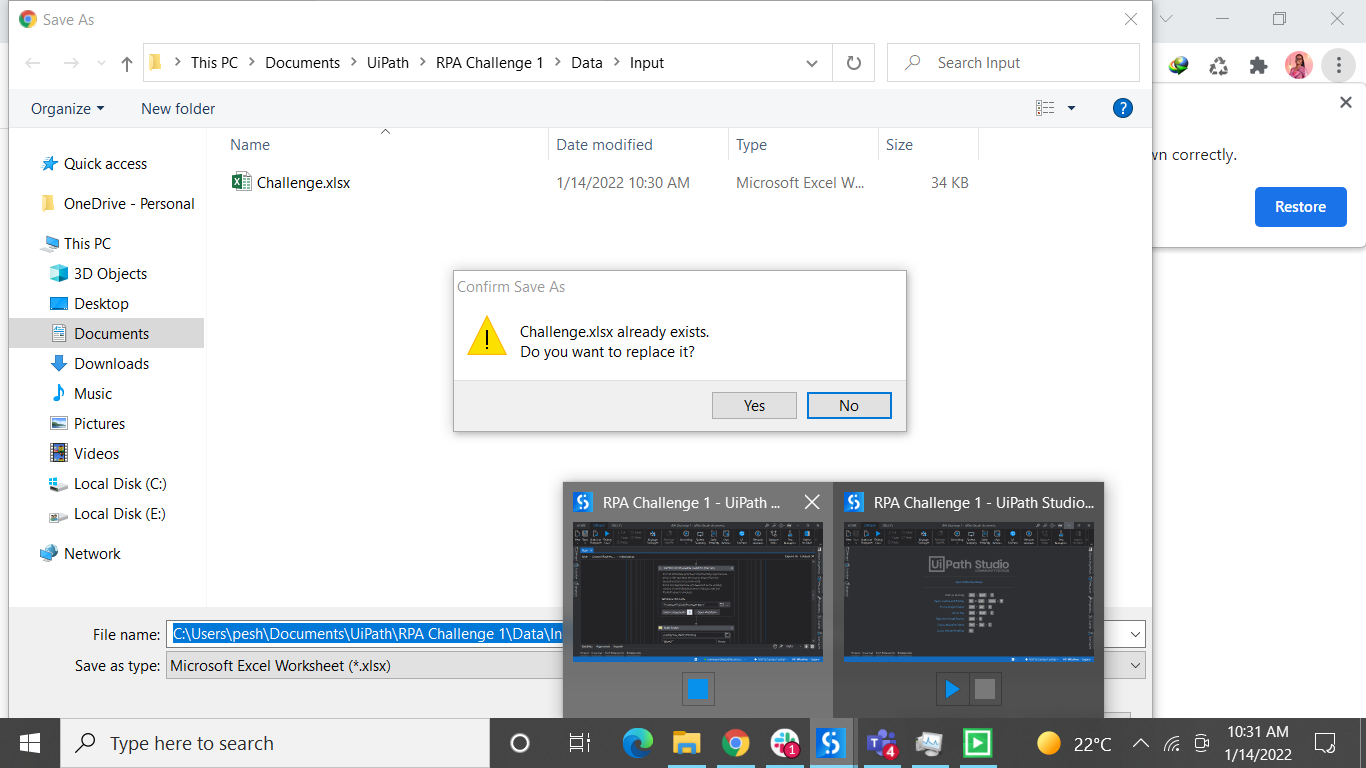 Save As
This PC > Documents > UiPath > RPA Challenge 1 > Data > Input
Search Input
Organize
New folder
?
wn correctly.
Restore
Name
Date modified
Type
Size
Challenge.xlsx
1/14/2022 10:30 AM
Microsoft Excel W...
34 KB
Quick access
OneDrive - Personal
This PC
3D Objects
Desktop
Documents
Downloads
Music
Pictures
Videos
Local Disk (C:)
Local Disk (E:)
Network
Confirm Save As
Challenge.xlsx already exists.
Do you want to replace it?
Yes
No
RPA Challenge 1 - UiPath ...
RPA Challenge 1 - UiPath Studio...
UiPath Studio
File name:
C:\Users\pesh\Documents\UiPath\RPA Challenge 1\Data\In
Save as type:
Microsoft Excel Worksheet (*.xlsx)
Type here to search
1
4
22°C
10:31 AM
1/14/2022